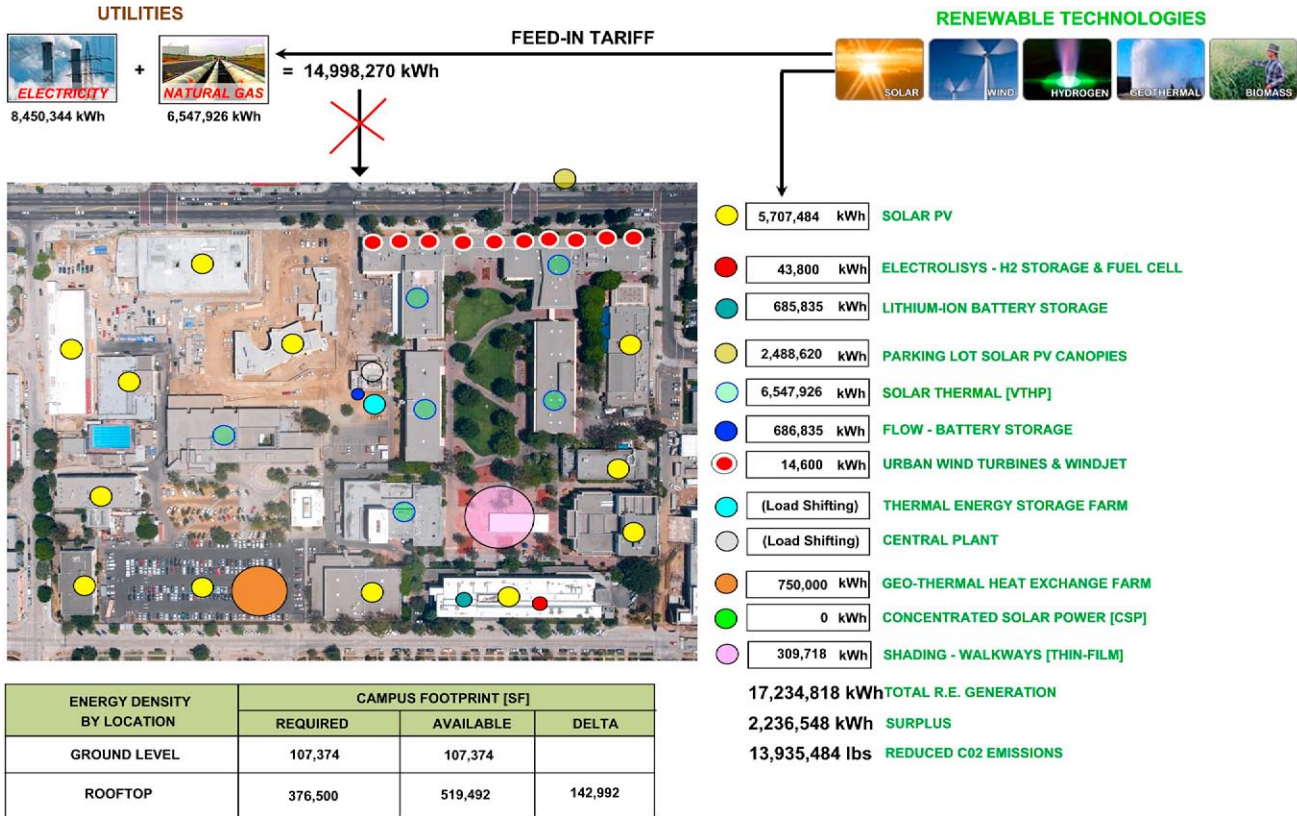 UTILITIES
RENEWABLE TECHNOLOGIES
FEED-IN TARIFF
ELECTRICITY
+
NATURAL GAS
= 14,998,270 kWh
8,450,344 kWh
6,547,926 kWh
SOLAR
WIND
HYDROGEN
GEOTHERMAL
BIOMASS
5,707,484 kWh SOLAR PV
43,800 kWh ELECTROLISYS - H2 STORAGE & FUEL CELL
685,835 kWh LITHIUM-ION BATTERY STORAGE
2,488,620 kWh PARKING LOT SOLAR PV CANOPIES
6,547,926 kWh SOLAR THERMAL [VTHP]
686,835 kWh FLOW - BATTERY STORAGE
14,600 kWh URBAN WIND TURBINES & WINDJET
(Load Shifting) THERMAL ENERGY STORAGE FARM
(Load Shifting) CENTRAL PLANT
750,000 kWh GEO-THERMAL HEAT EXCHANGE FARM
0 kWh CONCENTRATED SOLAR POWER [CSP]
309,718 kWh SHADING - WALKWAYS [THIN-FILM]
17,234,818 kWh TOTAL R.E. GENERATION
2,236,548 kWh SURPLUS
13,935,484 lbs REDUCED C02 EMISSIONS
ENERGY DENSITY
BY LOCATION
CAMPUS FOOTPRINT [SF]
REQUIRED AVAILABLE DELTA
GROUND LEVEL 107,374 107,374
ROOFTOP 376,500 519,492 142,992